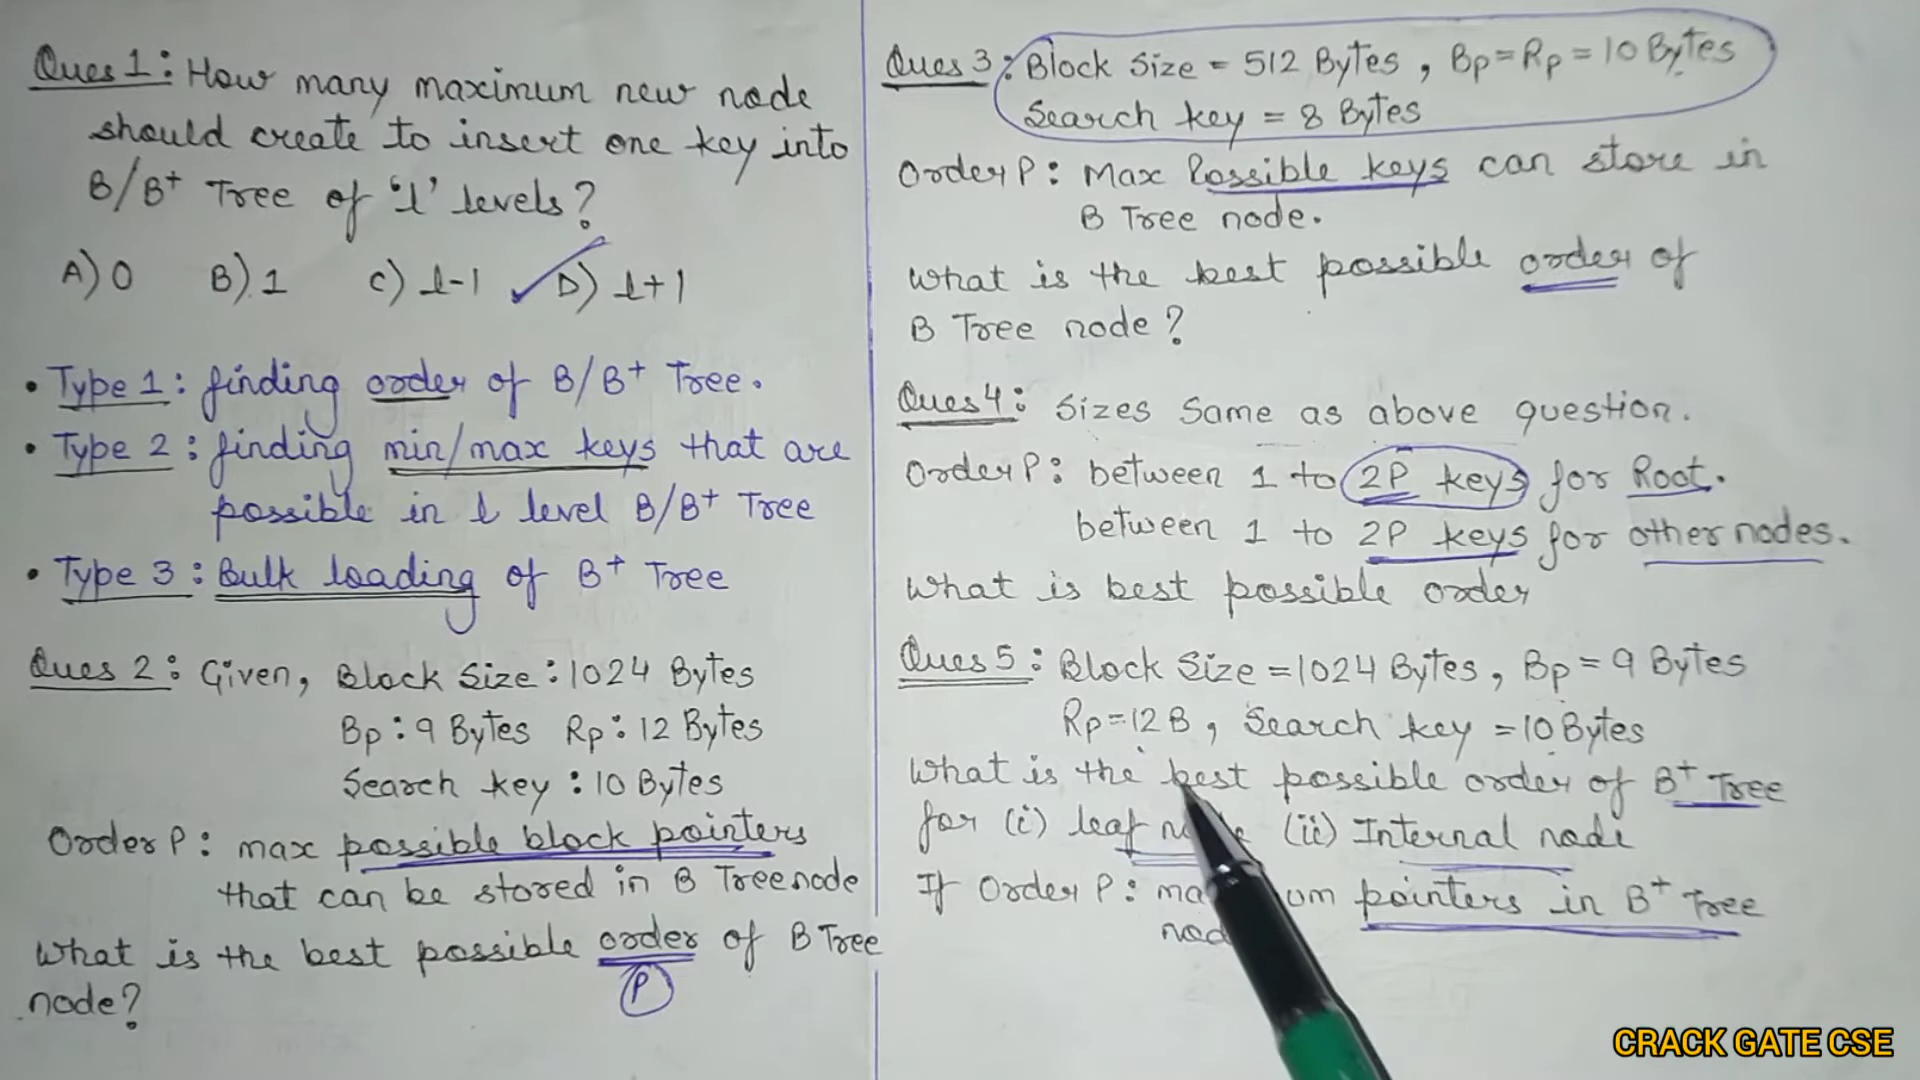 Ques 1: How many maximum new node
should create to insert one key into
B/B+ Tree of 'l' levels?
A) 0 B) 1 C) l-1 D) l+1
• Type 1: finding order of B/B+ Tree.
• Type 2: finding min/max keys that are
possible in l level B/B+ Tree
• Type 3: Bulk loading of B+ Tree
Ques 2: Given, Block Size: 1024 Bytes
Bp: 9 Bytes Rp: 12 Bytes
Search key: 10 Bytes
Order P: max possible block pointers
that can be stored in B Tree node
What is the best possible order of B Tree
P
node?
Ques 3: Block Size = 512 Bytes, Bp = Rp = 10 Bytes
Search key = 8 Bytes
Order P: Max Possible keys can store in
B Tree node.
What is the best possible order of
B Tree node?
Ques 4: Sizes Same as above question.
Order P: between 1 to 2P keys for Root.
between 1 to 2P keys for other nodes.
What is best possible order
Ques 5: Block Size = 1024 Bytes, Bp = 9 Bytes
Rp = 12 B, Search key = 10 Bytes
What is the best possible order of B+ Tree
for (i) leaf (ii) Internal node
If Order P: pointers in B+ Tree
CRACK GATE CSE